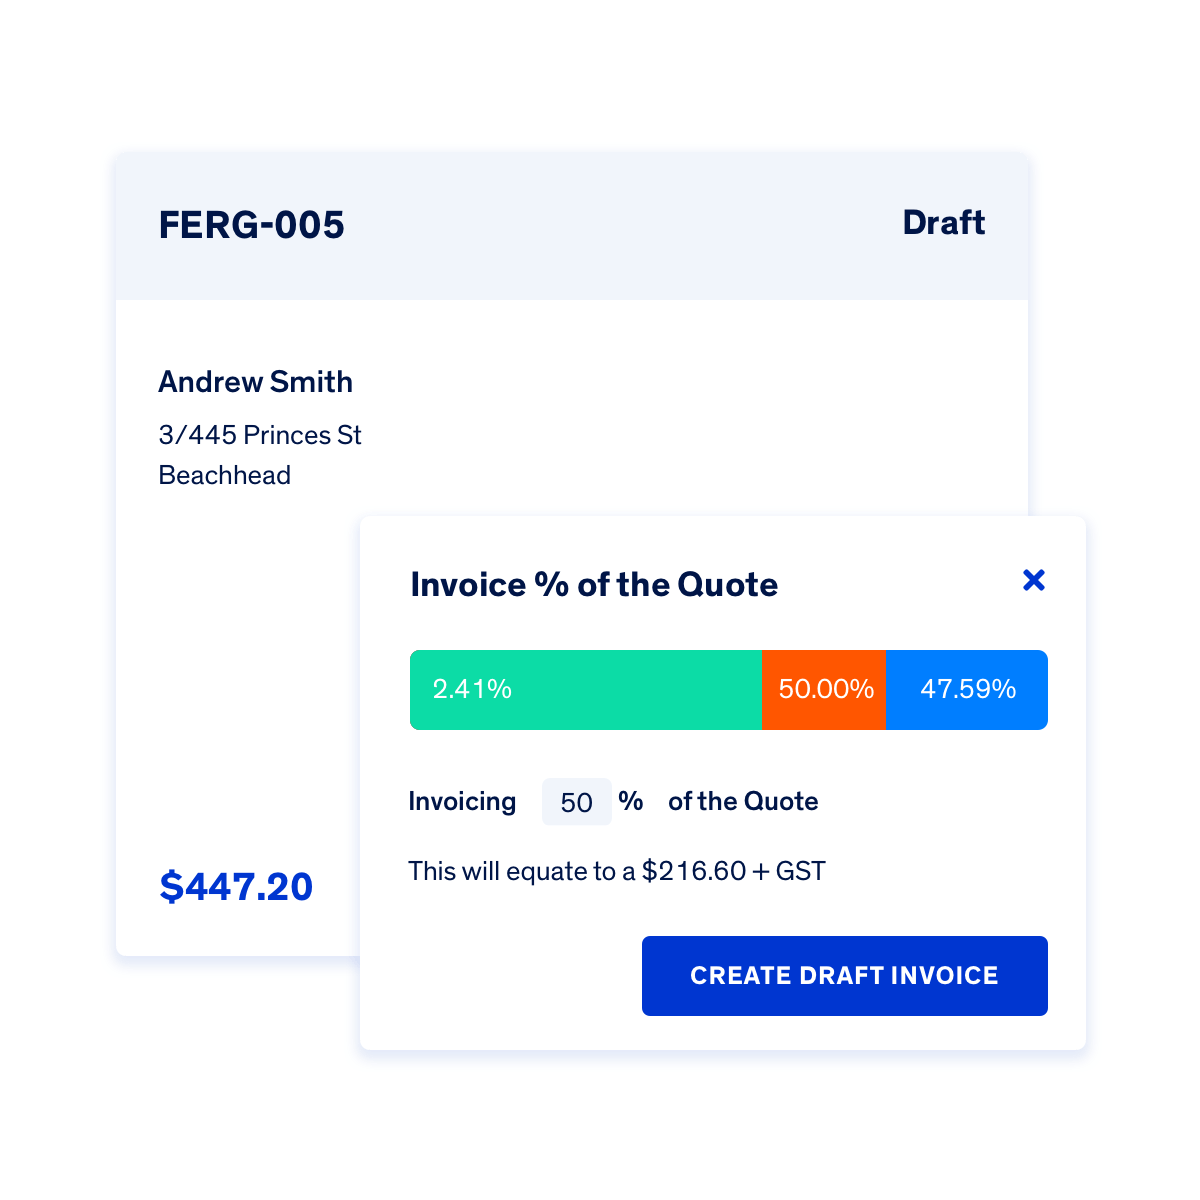 FERG-005 Draft
Andrew Smith
3/445 Princes St
Beachhead
$447.20
Invoice % of the Quote
2.41% 50.00% 47.59%
Invoicing 50 % of the Quote
This will equate to a $216.60 + GST
CREATE DRAFT INVOICE